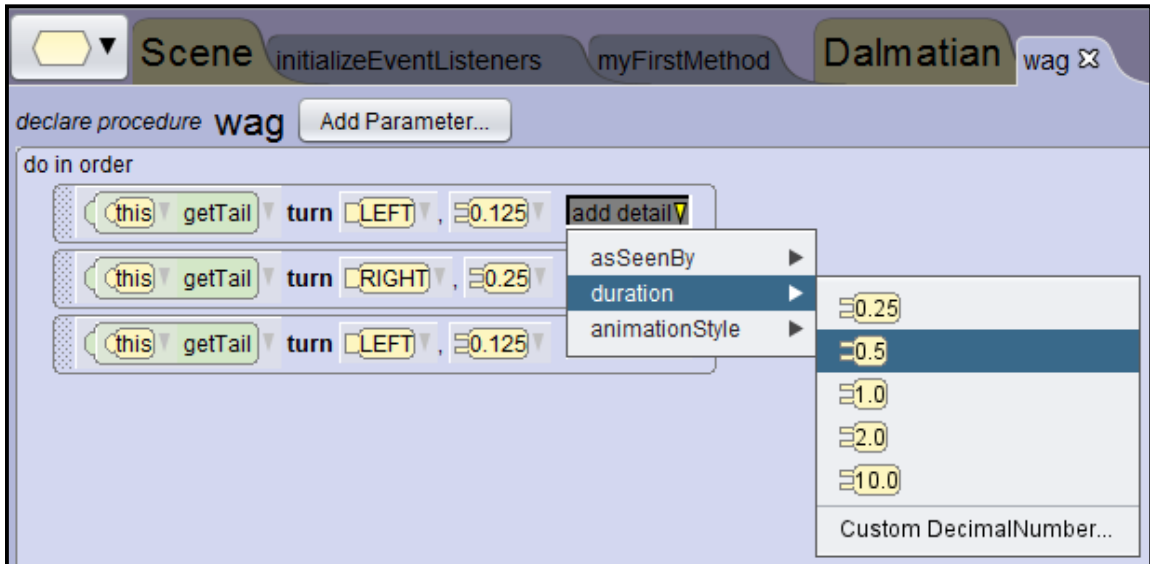 Scene initializeEventListeners myFirstMethod Dalmatian wag
declare procedure wag Add Parameter...
do in order
this getTail turn LEFT , 0.125 add detail
asSeenBy
this getTail turn RIGHT , 0.25 duration
0.25
animationStyle
this getTail turn LEFT , 0.125 0.5
1.0
2.0
10.0
Custom DecimalNumber...